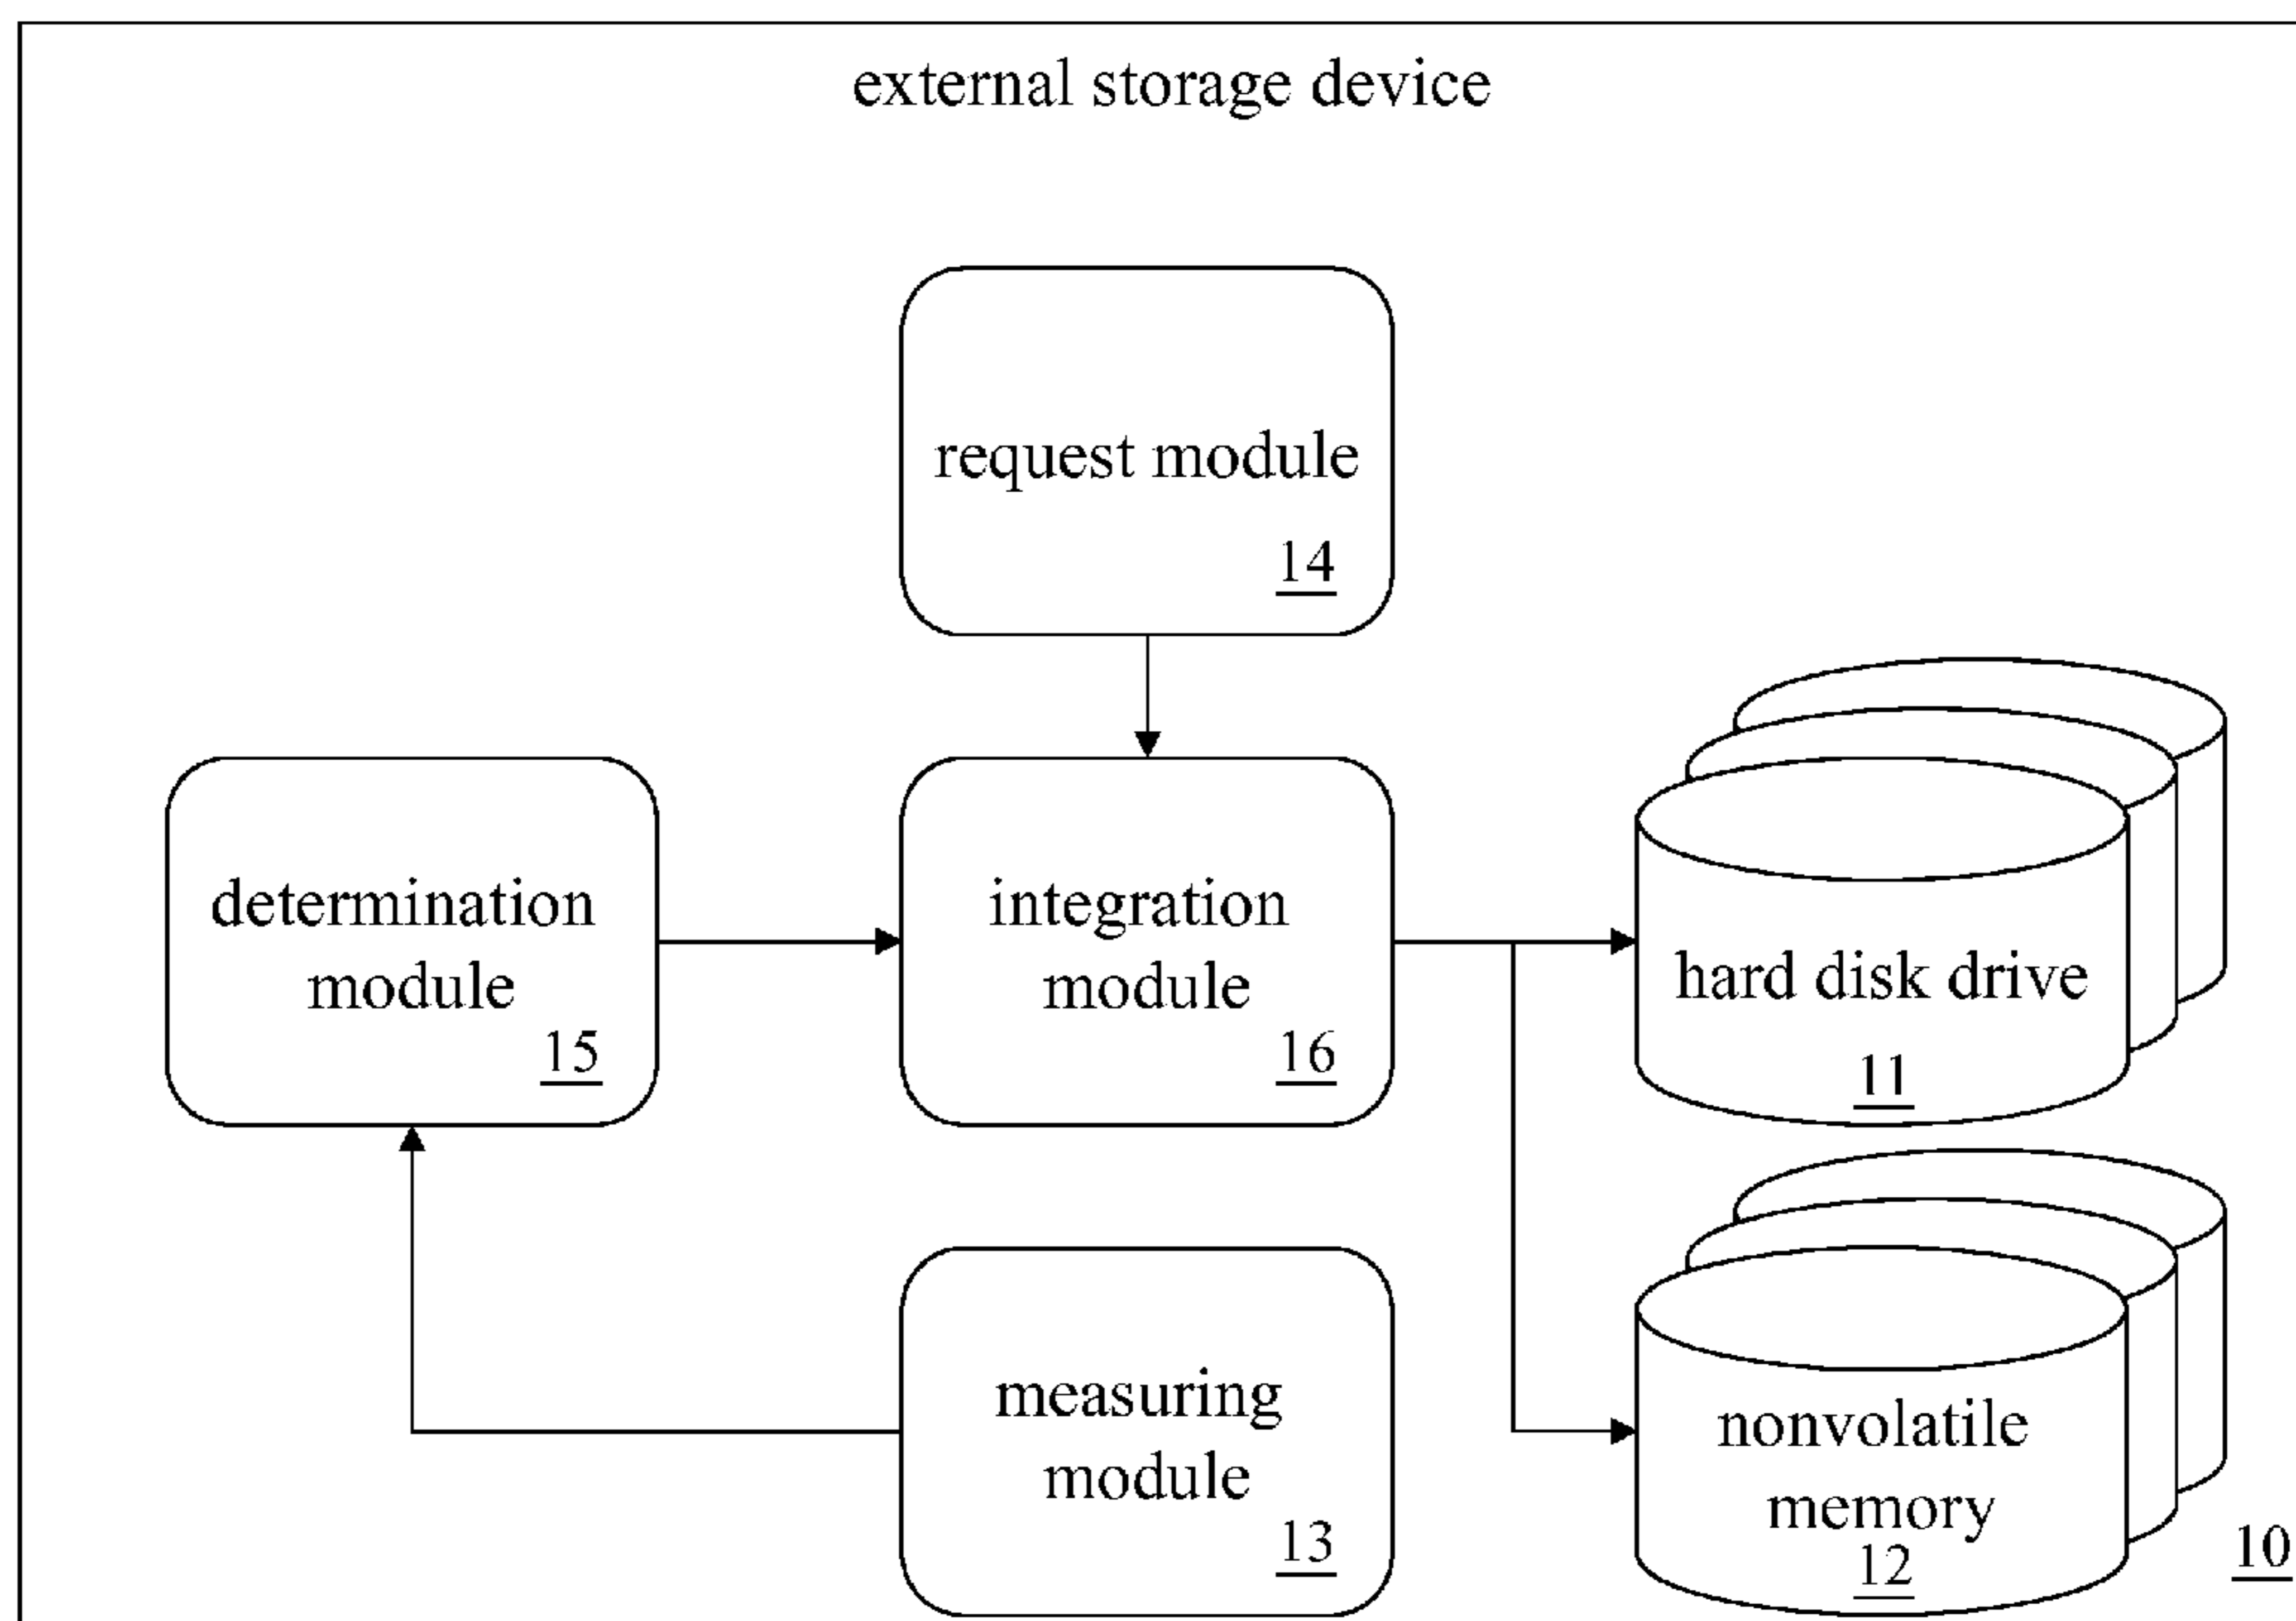 external storage device
request module
14
determination
module
15
integration
module
16
hard disk drive
11
measuring
module
13
nonvolatile
memory
12
10